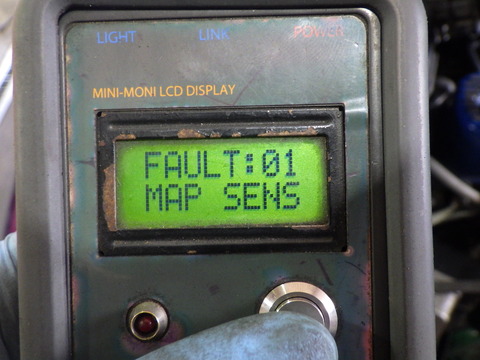 LIGHT LINK POWER
MINI-MONI LCD DISPLAY
FAULT:01
MAP SENS